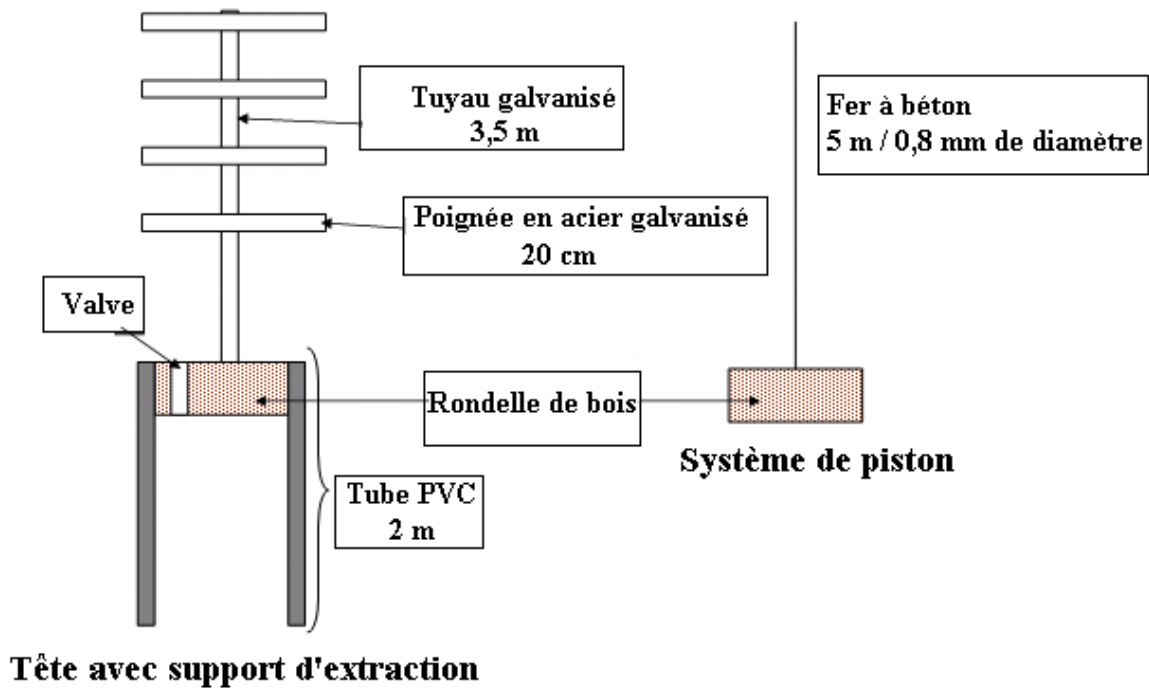 Tuyau galvanisé
3,5 m
Fer à béton
5 m / 0,8 mm de diamètre
Poignée en acier galvanisé
20 cm
Valve
Rondelle de bois
Système de piston
Tube PVC
2 m
Tête avec support d'extraction